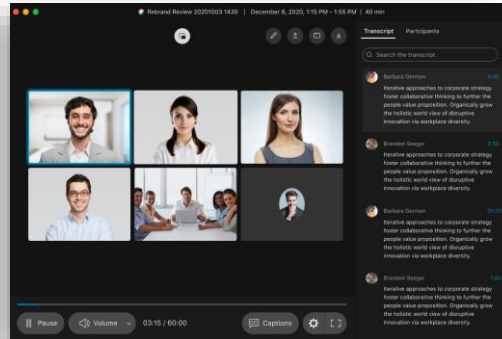 Rebrand Review 20201003 1430 | December 8, 2020, 1:15 PM - 1:55 PM | 40 min
Transcript Participants
Search the transcript
Barbara German 0:40
Iterative approaches to corporate strategy
foster collaborative thinking to further the
people value proposition. Organically grow
the holistic world view of disruptive
innovation via workplace diversity.
Brandon Seeger 0:50
Iterative approaches to corporate strategy
foster collaborative thinking to further the
people value proposition. Organically grow
the holistic world view of disruptive
innovation via workplace diversity.
Barbara German
Iterative approaches to corporate strategy
foster collaborative thinking to further the
people value proposition. Organically grow
the holistic world view of disruptive
innovation via workplace diversity.
Brandon Seeger 1:40
Iterative approaches to corporate strategy
foster collaborative thinking to further the
people value proposition. Organically grow
the holistic world view of disruptive
innovation via workplace diversity.
Pause Volume 03:15 / 60:00 CC Captions